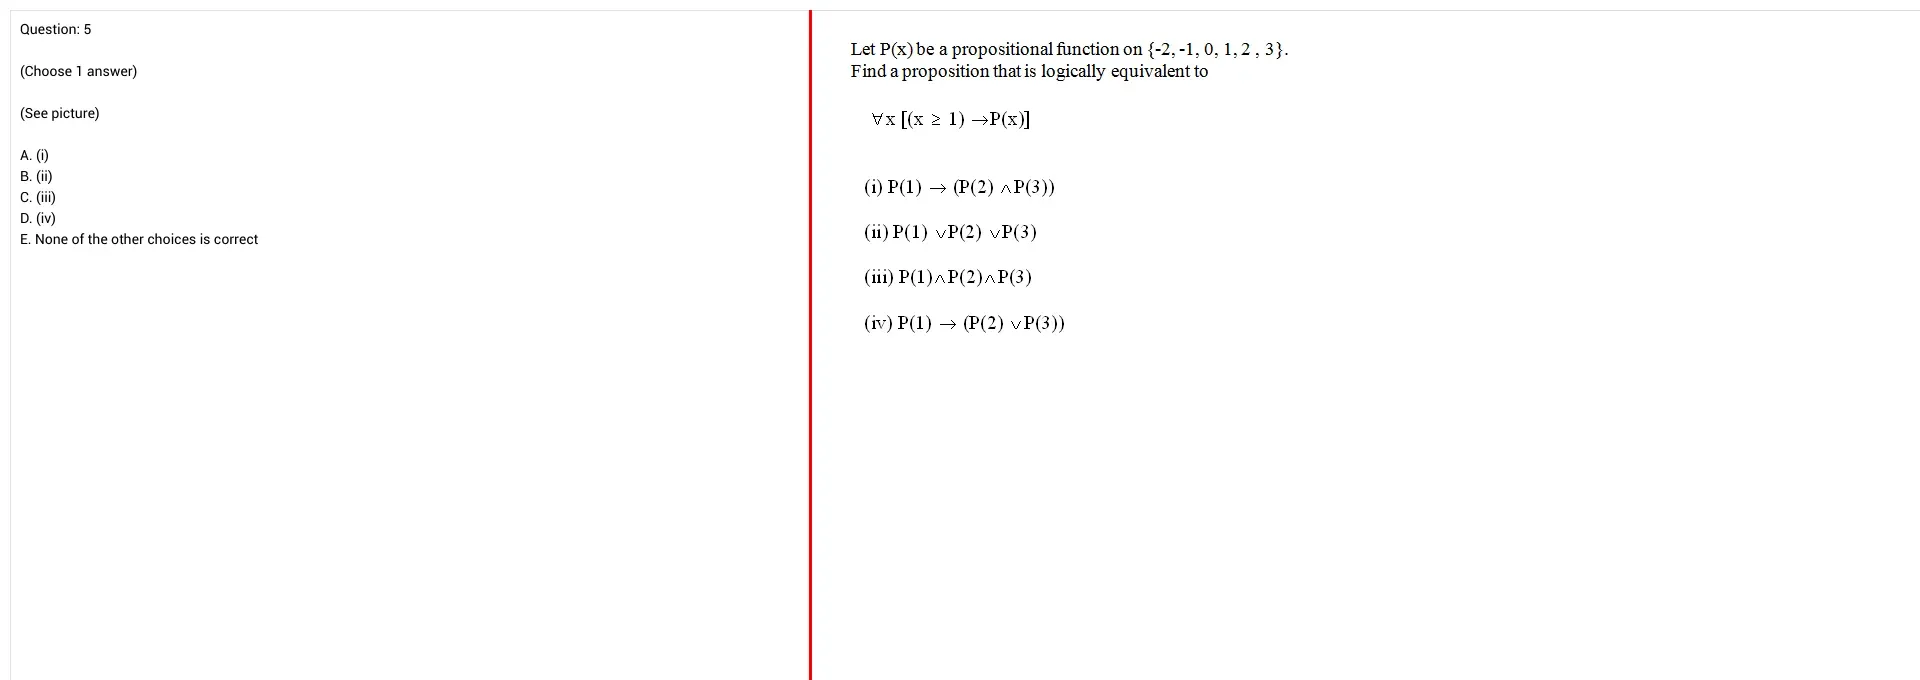 Question: 5
(Choose 1 answer)
(See picture)
A. (i)
B. (ii)
C. (iii)
D. (iv)
E. None of the other choices is correct
Let P(x) be a propositional function on {-2, -1, 0, 1, 2 , 3}.
Find a proposition that is logically equivalent to
∀x [(x ≥ 1) →P(x)]
(i) P(1) → (P(2) ∧P(3))
(ii) P(1) ∨P(2) ∨P(3)
(iii) P(1)∧P(2)∧P(3)
(iv) P(1) → (P(2) ∨P(3))